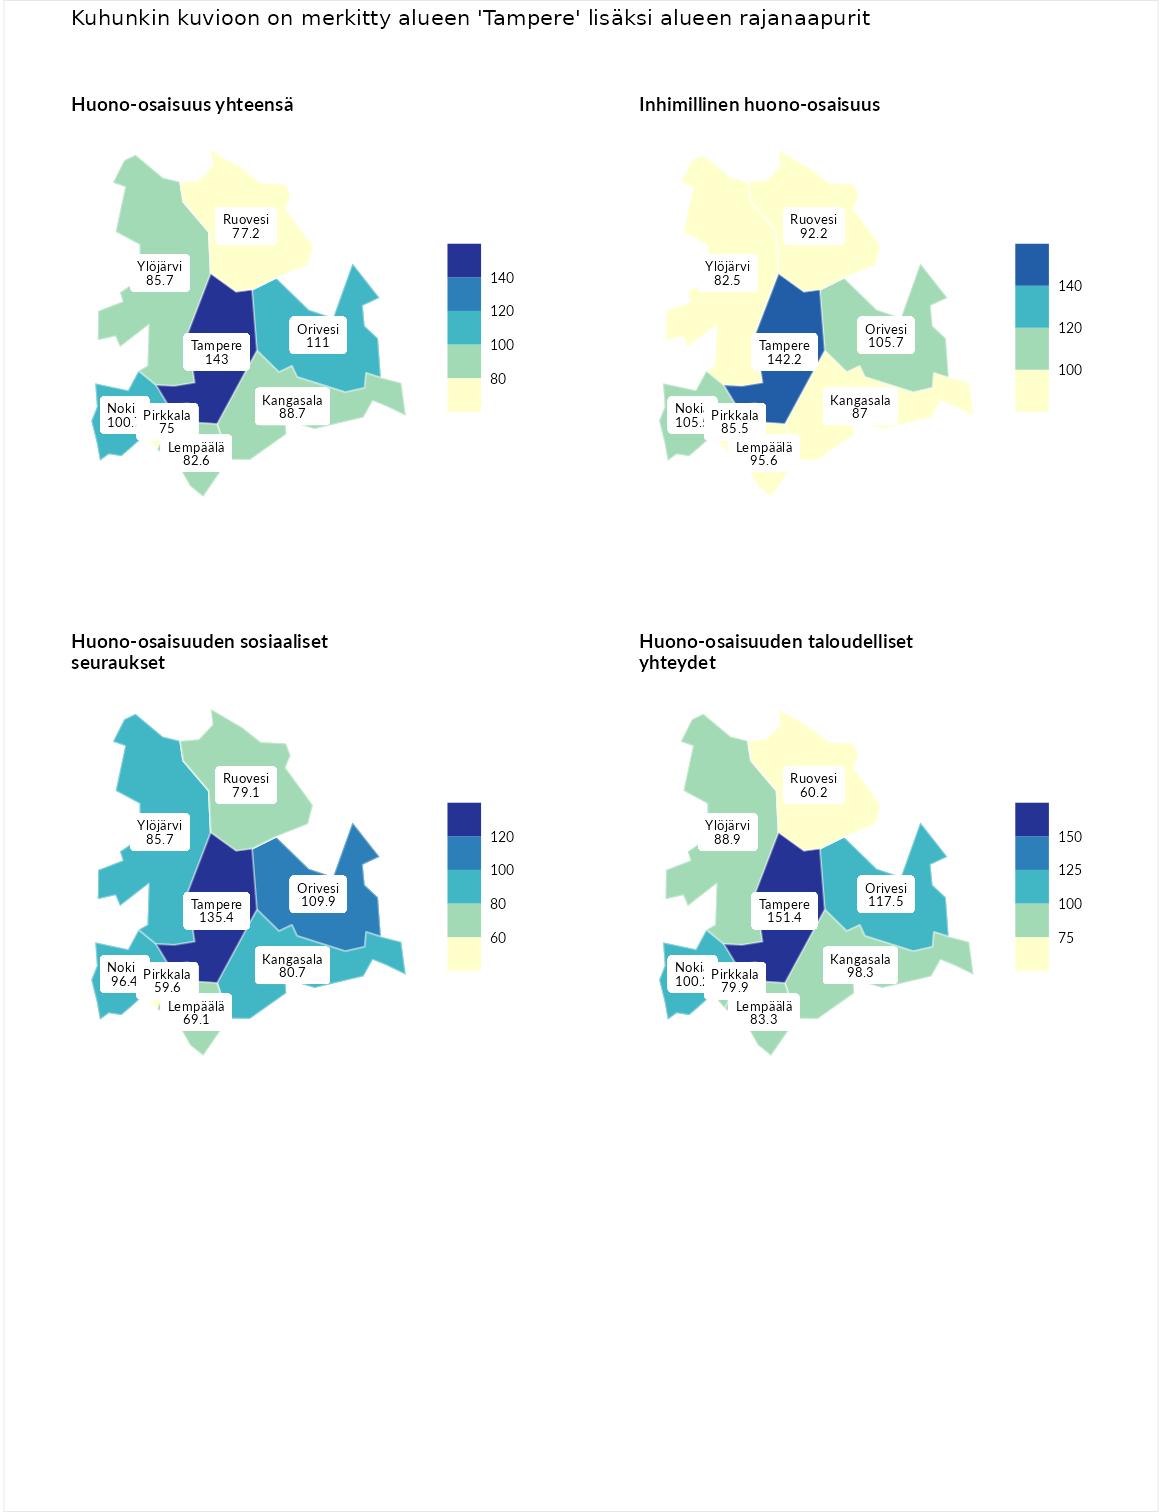 Kuhunkin kuvioon on merkitty alueen 'Tampere' lisäksi alueen rajanaapurit
Huono-osaisuus yhteensä
Ruovesi
77.2
Ylöjärvi
85.7
Orivesi
111
Tampere
143
Kangasala
88.7
Noki
100.
Pirkkala
75
Lempäälä
82.6
140
120
100
80
Inhimillinen huono-osaisuus
Ruovesi
92.2
Ylöjärvi
82.5
Orivesi
105.7
Tampere
142.2
Kangasala
87
Noki
105.
Pirkkala
85.5
Lempäälä
95.6
140
120
100
Huono-osaisuuden sosiaaliset
seuraukset
Ruovesi
79.1
Ylöjärvi
85.7
Orivesi
109.9
Tampere
135.4
Kangasala
80.7
Noki
96.4
Pirkkala
59.6
Lempäälä
69.1
120
100
80
60
Huono-osaisuuden taloudelliset
yhteydet
Ruovesi
60.2
Ylöjärvi
88.9
Orivesi
117.5
Tampere
151.4
Kangasala
98.3
Noki
100.
Pirkkala
79.9
Lempäälä
83.3
150
125
100
75